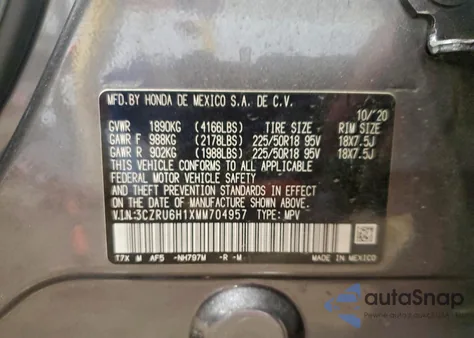 MFD.BY HONDA DE MEXICO S.A. DE C.V.
10/'20
GVWR 1890KG (4166LBS) TIRE SIZE RIM SIZE
GAWR F 988KG (2178LBS) 225/50R18 95V 18X7.5J
GAWR R 902KG (1988LBS) 225/50R18 95V 18X7.5J
THIS VEHICLE CONFORMS TO ALL APPLICABLE
FEDERAL MOTOR VEHICLE SAFETY
AND THEFT PREVENTION STANDARDS IN EFFECT
ON THE DATE OF MANUFACTURE SHOWN ABOVE.
V.I.N:3CZRU6H1XMM704957 TYPE: MPV
T7X M AF5 -NH797M -R -M- MADE IN MEXICO
autoSnap